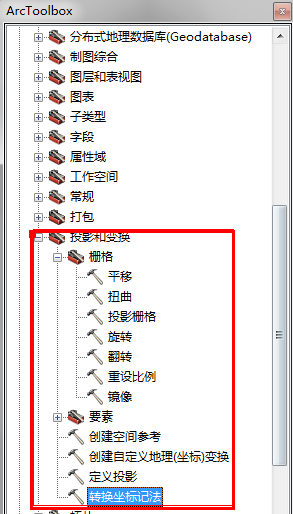 ArcToolbox
分布式地理数据库(Geodatabase)
制图综合
图层和表视图
图表
子类型
字段
属性域
工作空间
常规
打包
投影和变换
栅格
平移
扭曲
投影栅格
旋转
翻转
重设比例
镜像
要素
创建空间参考
创建自定义地理(坐标)变换
定义投影
转换坐标记法